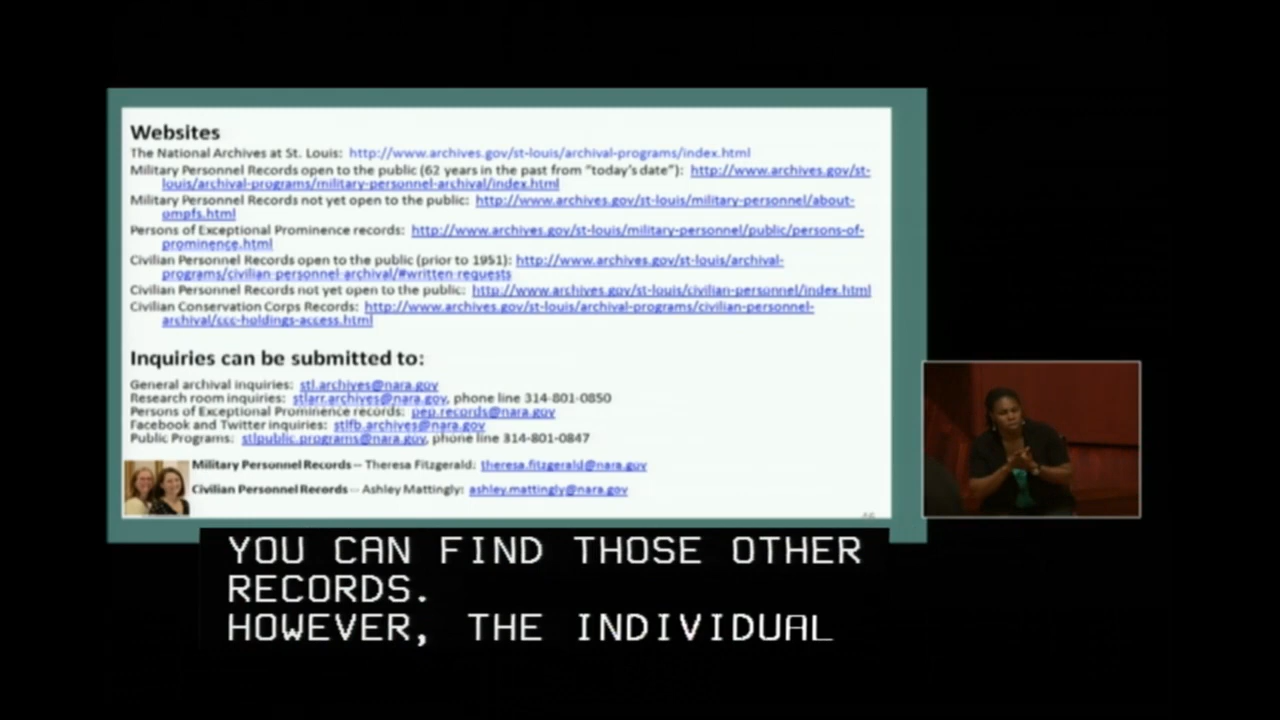 Websites
The National Archives at St. Louis: http://www.archives.gov/st-louis/archival-programs/index.html
Military Personnel Records open to the public (62 years in the past from "today's date"): http://www.archives.gov/st-
louis/archival-programs/military-personnel-archival/index.html
Military Personnel Records not yet open to the public: http://www.archives.gov/st-louis/military-personnel/about-
ompfs.html
Persons of Exceptional Prominence records: http://www.archives.gov/st-louis/military-personnel/public/persons-of-
prominence.html
Civilian Personnel Records open to the public (prior to 1951): http://www.archives.gov/st-louis/archival-
programs/civilian-personnel-archival/#written-requests
Civilian Personnel Records not yet open to the public: http://www.archives.gov/st-louis/civilian-personnel/index.html
Civilian Conservation Corps Records: http://www.archives.gov/st-louis/archival-programs/civilian-personnel-
archival/ccc-holdings-access.html
Inquiries can be submitted to:
General archival inquiries: stl.archives@nara.gov
Research room inquiries: stlarr.archives@nara.gov, phone line 314-801-0850
Persons of Exceptional Prominence records: pep.records@nara.gov
Facebook and Twitter inquiries: stlfb.archives@nara.gov
Public Programs: stlpublic.programs@nara.gov, phone line 314-801-0847
Military Personnel Records -- Theresa Fitzgerald: theresa.fitzgerald@nara.gov
Civilian Personnel Records -- Ashley Mattingly: ashley.mattingly@nara.gov
YOU CAN FIND THOSE OTHER
RECORDS.
HOWEVER, THE INDIVIDUAL